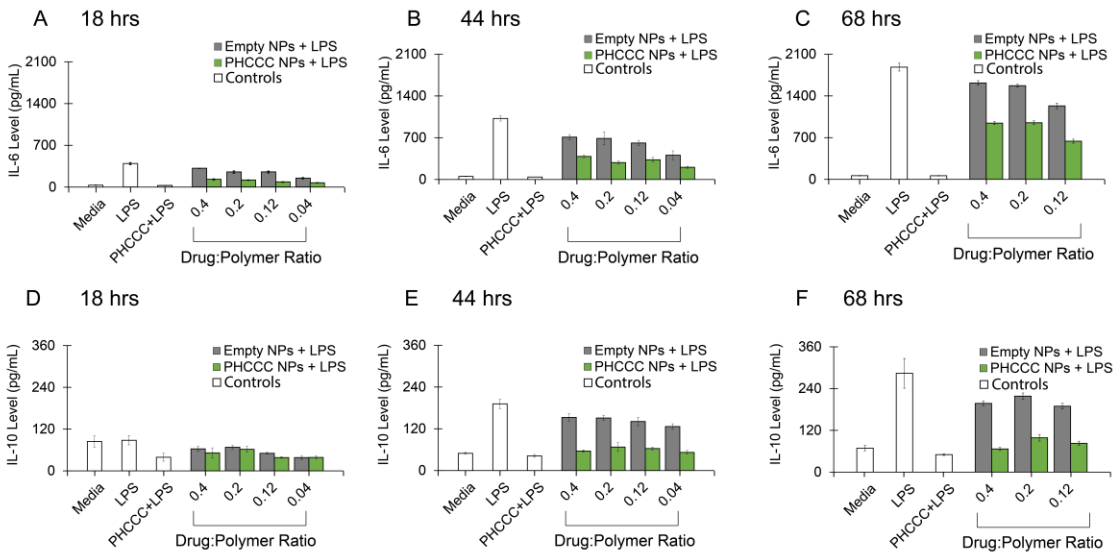 A 18 hrs
IL-6 Level (pg/mL)
2100
1400
700
0
Empty NPs + LPS
PHCCC NPs + LPS
Controls
Media
LPS
PHCCC+LPS
0.4
0.2
0.12
0.04
Drug:Polymer Ratio
B 44 hrs
IL-6 Level (pg/mL)
2100
1400
700
0
Empty NPs + LPS
PHCCC NPs + LPS
Controls
Media
LPS
PHCCC+LPS
0.4
0.2
0.12
0.04
Drug:Polymer Ratio
C 68 hrs
IL-6 Level (pg/mL)
2100
1400
700
0
Empty NPs + LPS
PHCCC NPs + LPS
Controls
Media
LPS
PHCCC+LPS
0.4
0.2
0.12
Drug:Polymer Ratio
D 18 hrs
IL-10 Level (pg/mL)
360
240
120
0
Empty NPs + LPS
PHCCC NPs + LPS
Controls
Media
LPS
PHCCC+LPS
0.4
0.2
0.12
0.04
Drug:Polymer Ratio
E 44 hrs
IL-10 Level (pg/mL)
360
240
120
0
Empty NPs + LPS
PHCCC NPs + LPS
Controls
Media
LPS
PHCCC+LPS
0.4
0.2
0.12
0.04
Drug:Polymer Ratio
F 68 hrs
IL-10 Level (pg/mL)
360
240
120
0
Empty NPs + LPS
PHCCC NPs + LPS
Controls
Media
LPS
PHCCC+LPS
0.4
0.2
0.12
Drug:Polymer Ratio